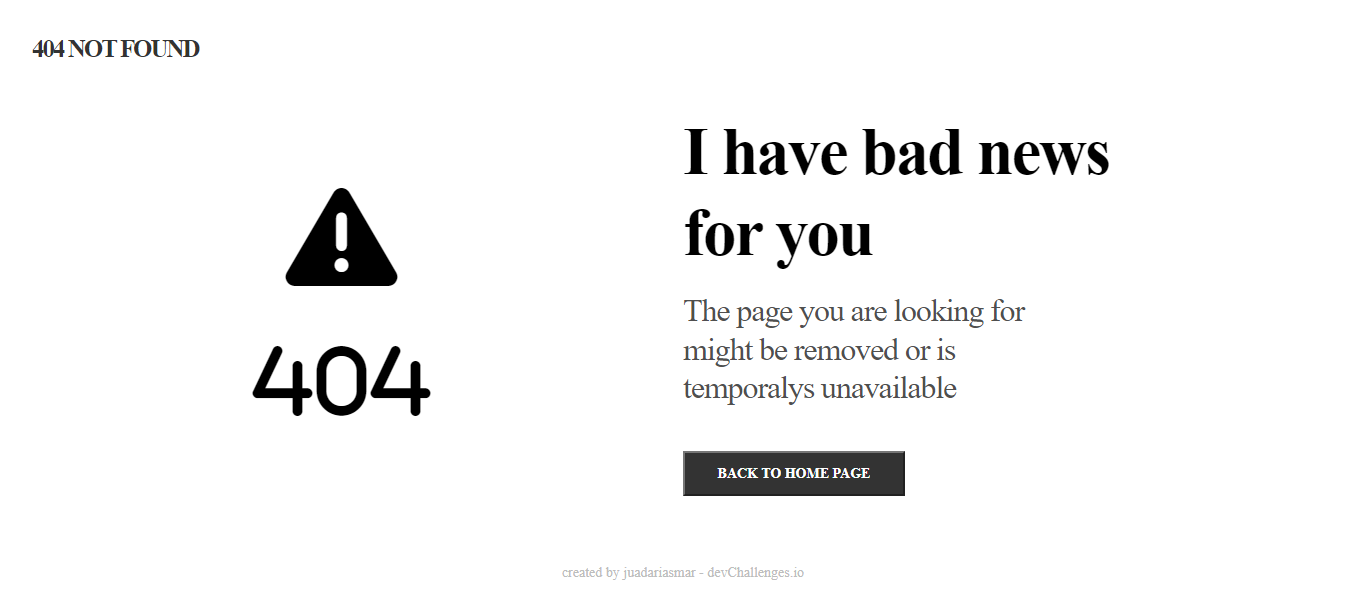 404 NOT FOUND
404
I have bad news
for you
The page you are looking for
might be removed or is
temporalys unavailable
BACK TO HOME PAGE
created by juadariasmar - devChallenges.io